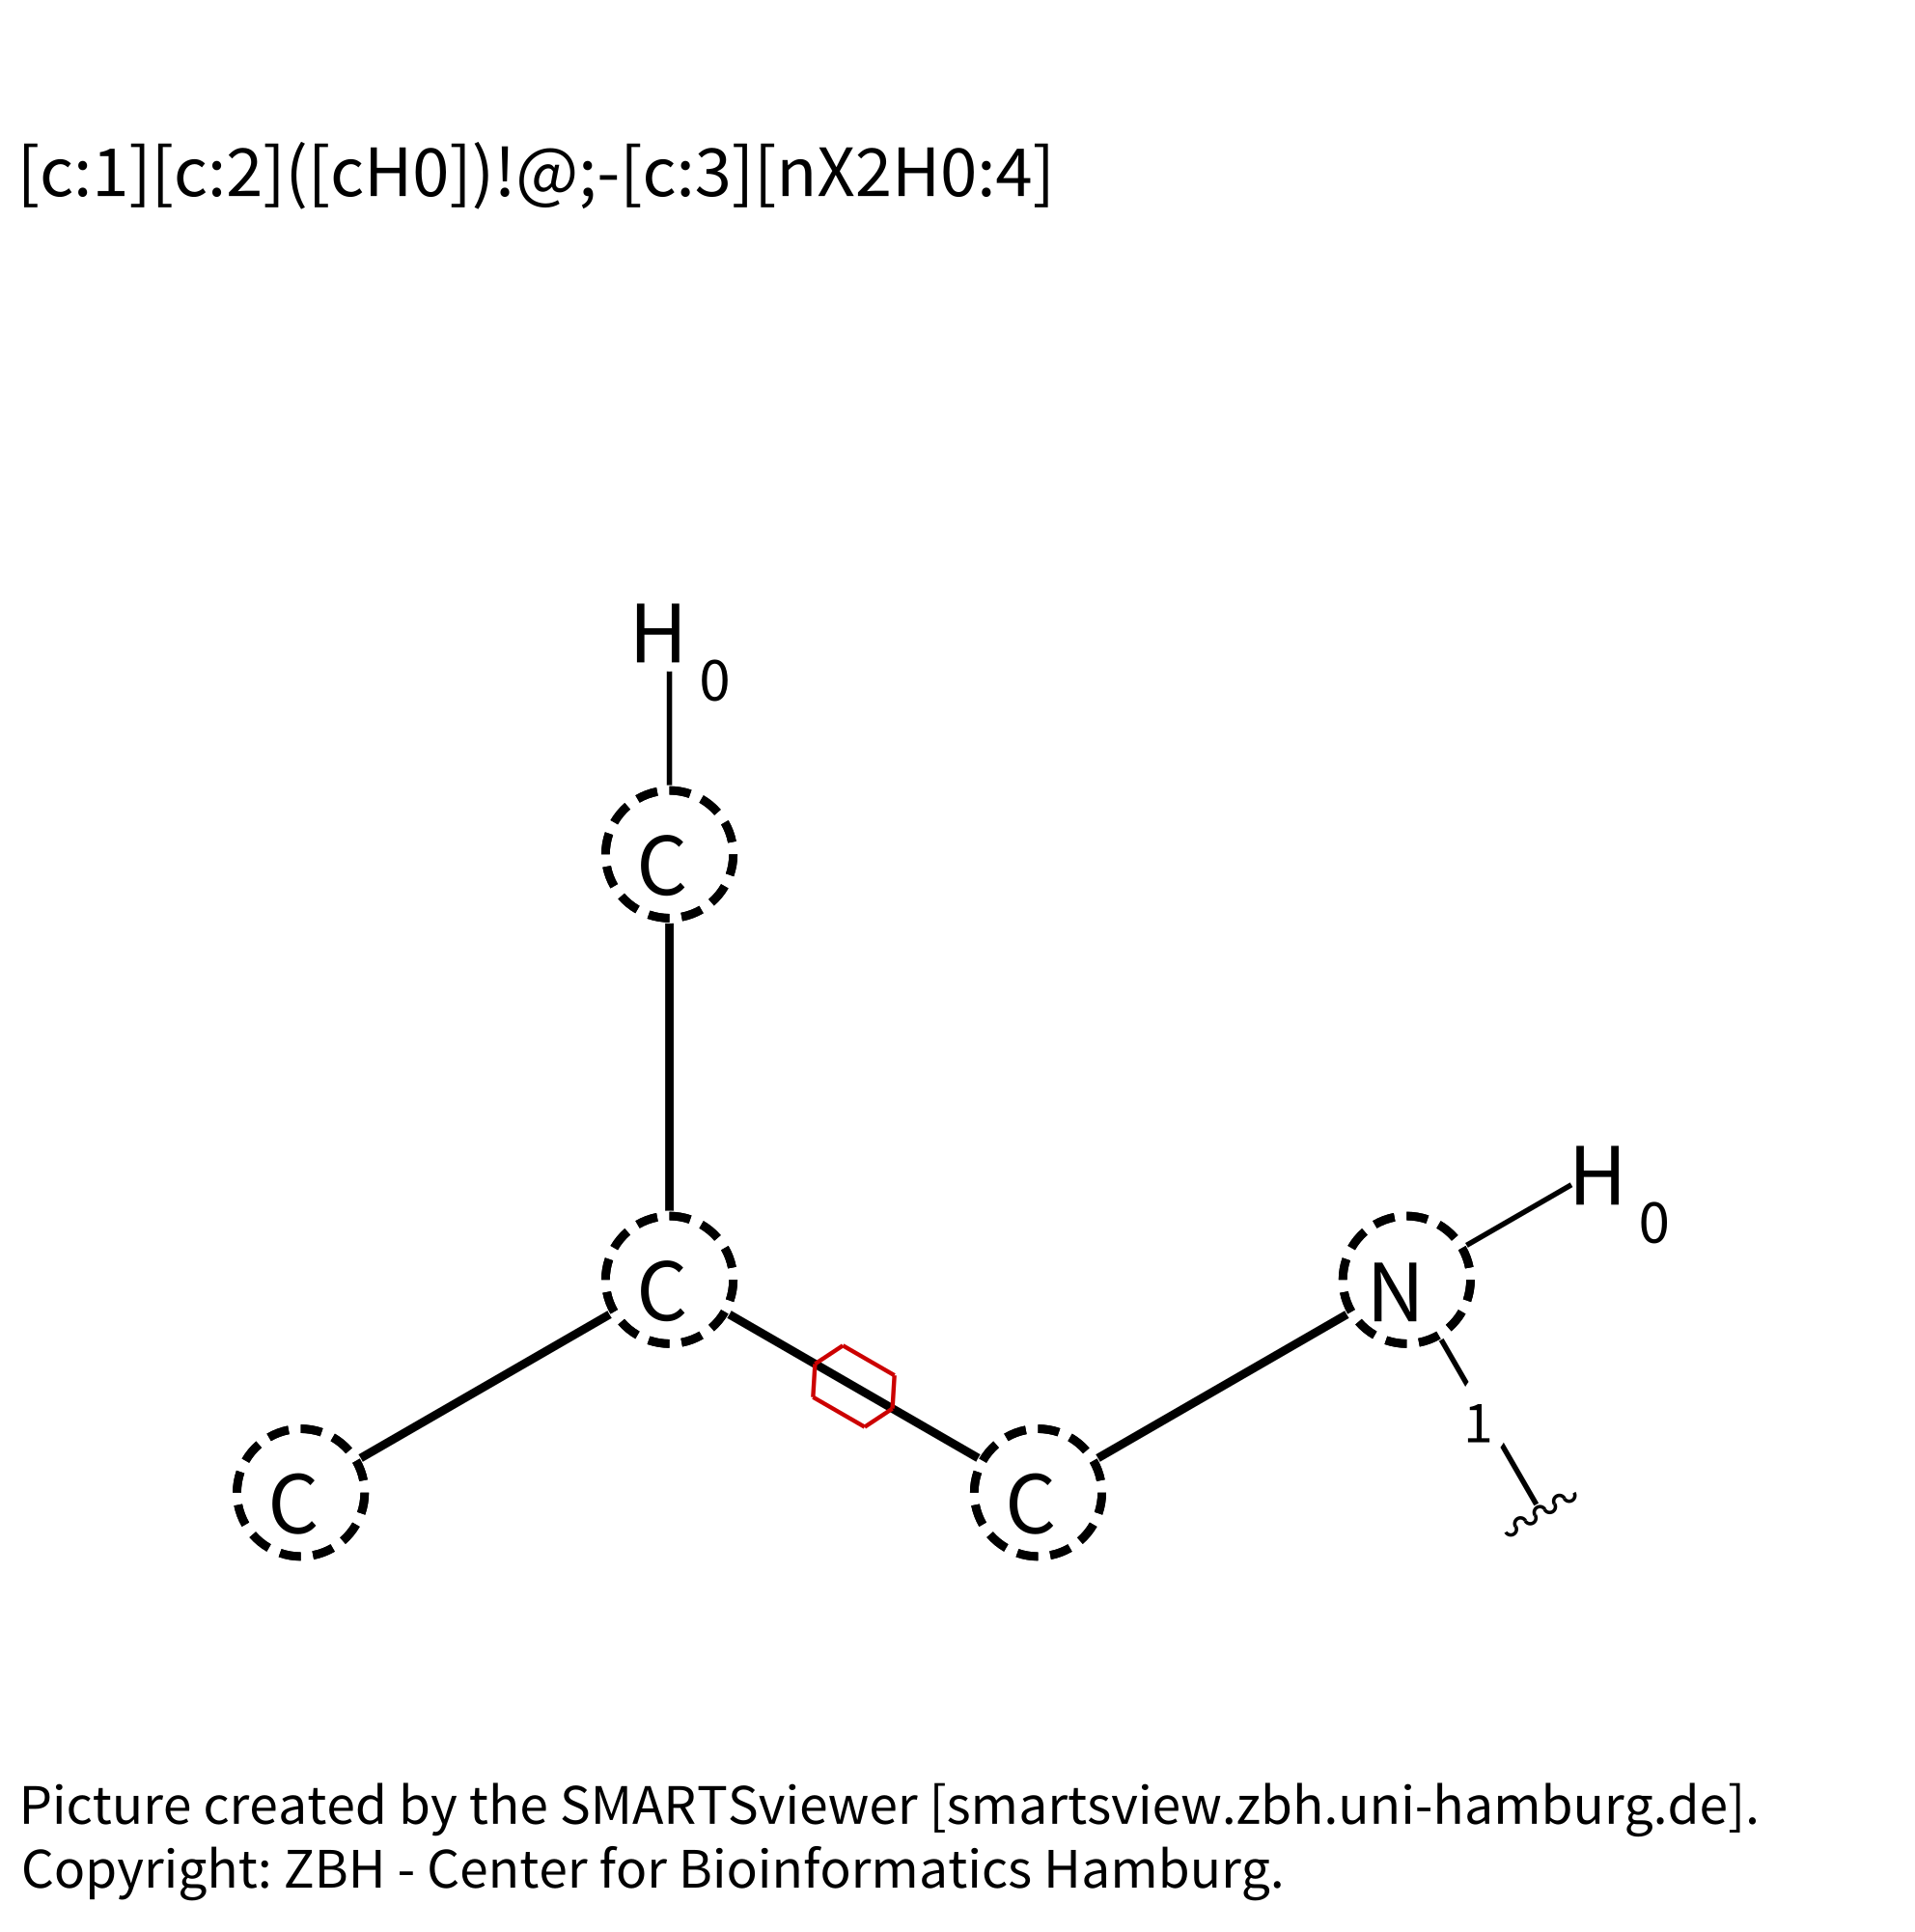 [c:1][c:2]([cH0])!@;-[c:3][nX2H0:4]
H
0
C
C
N
H
0
1
C
C
Picture created by the SMARTSviewer [smartsview.zbh.uni-hamburg.de].
Copyright: ZBH - Center for Bioinformatics Hamburg.